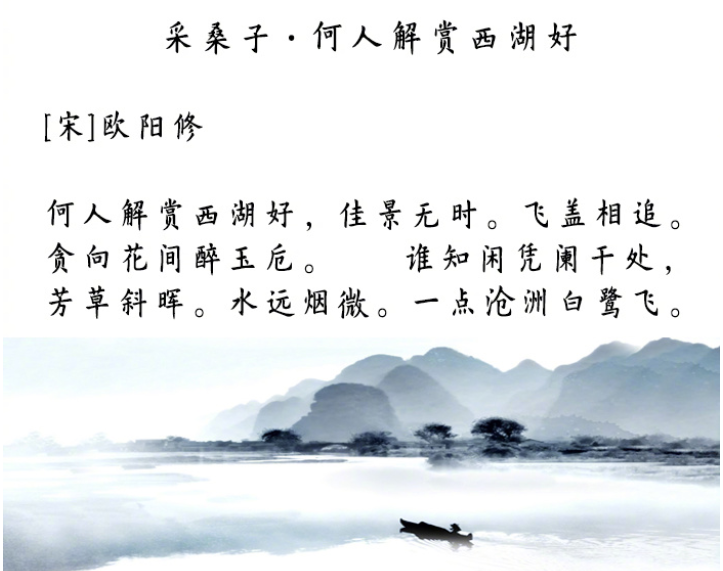 采桑子·何人解赏西湖好
[宋]欧阳修
何人解赏西湖好，佳景无时。飞盖相追。
贪向花间醉玉卮。　　谁知闲凭阑干处，
芳草斜晖。水远烟微。一点沧洲白鹭飞。